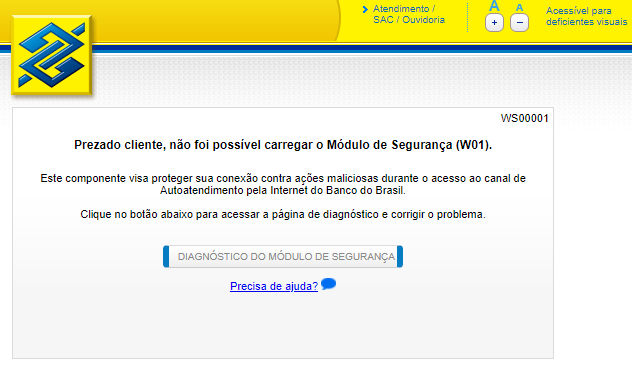 Atendimento /
SAC / Ouvidoria
A
A
+
−
Acessível para
deficientes visuais
WS00001
Prezado cliente, não foi possível carregar o Módulo de Segurança (W01).
Este componente visa proteger sua conexão contra ações maliciosas durante o acesso ao canal de
Autoatendimento pela Internet do Banco do Brasil.
Clique no botão abaixo para acessar a página de diagnóstico e corrigir o problema.
DIAGNÓSTICO DO MÓDULO DE SEGURANÇA
Precisa de ajuda?